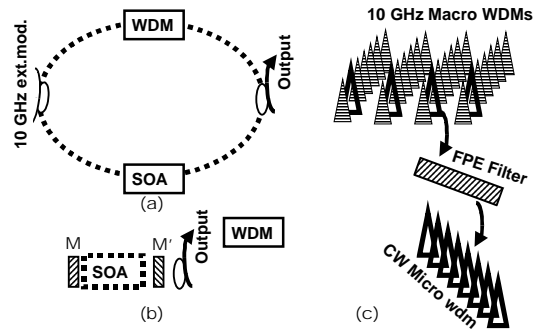 WDM
10 GHz ext.mod.
Output
SOA
(a)
M
M'
SOA
Output
WDM
(b)
10 GHz Macro WDMs
FPE Filter
CW Micro wdm
(c)